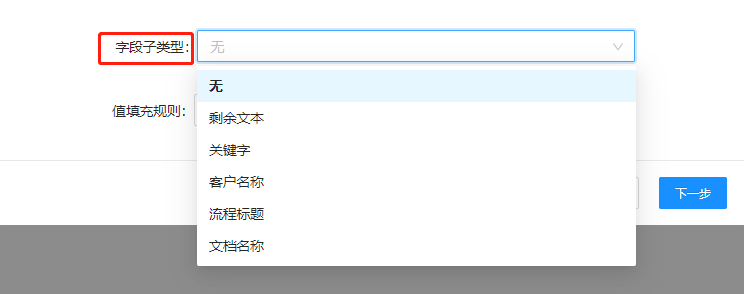 字段子类型： 无
无
剩余文本
值填充规则：
关键字
客户名称
下一步
流程标题
文档名称